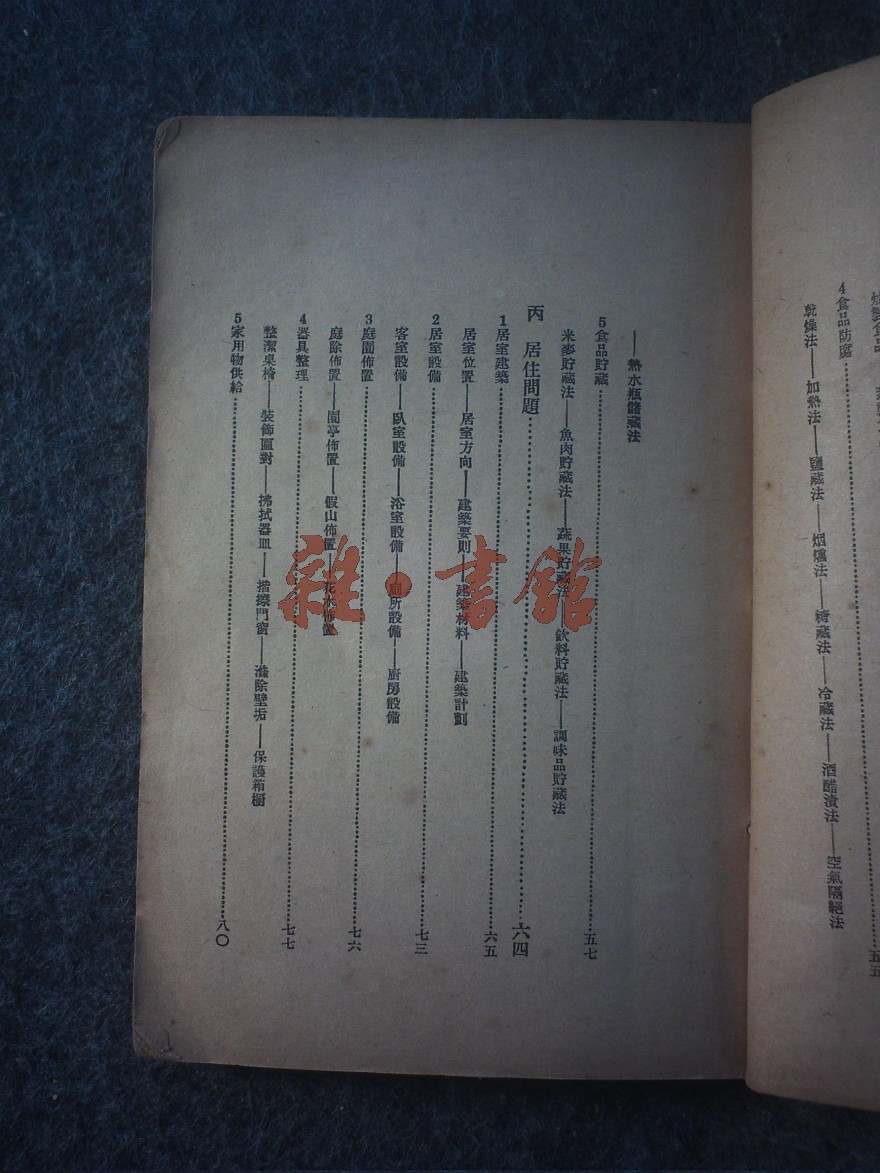 4食品防腐
五五
乾燥法——加熱法——鹽藏法——烟燻法——冷藏法——酒醋漬法——空氣隔絕法
——熱水瓶儲藏法
5食品貯藏……五七
米麥貯藏法——魚肉貯藏法——蔬果貯藏法——飲料貯藏法——調味品貯藏法
丙 居住問題……六四
1居室建築……六五
居室位置——居室方向——建築要則——建築材料——建築計劃
2居室設備……七三
客室設備——臥室設備——浴室設備——廁所設備——厨房設備
3庭園佈置……七六
庭除佈置——園亭佈置——假山佈置——花木佈置
4器具整理……七七
整潔桌椅——裝飾匾對——拂拭器皿——揩擦門窗——滌除壁垢——保護箱櫥
5家用物供給……八〇
雜·書館